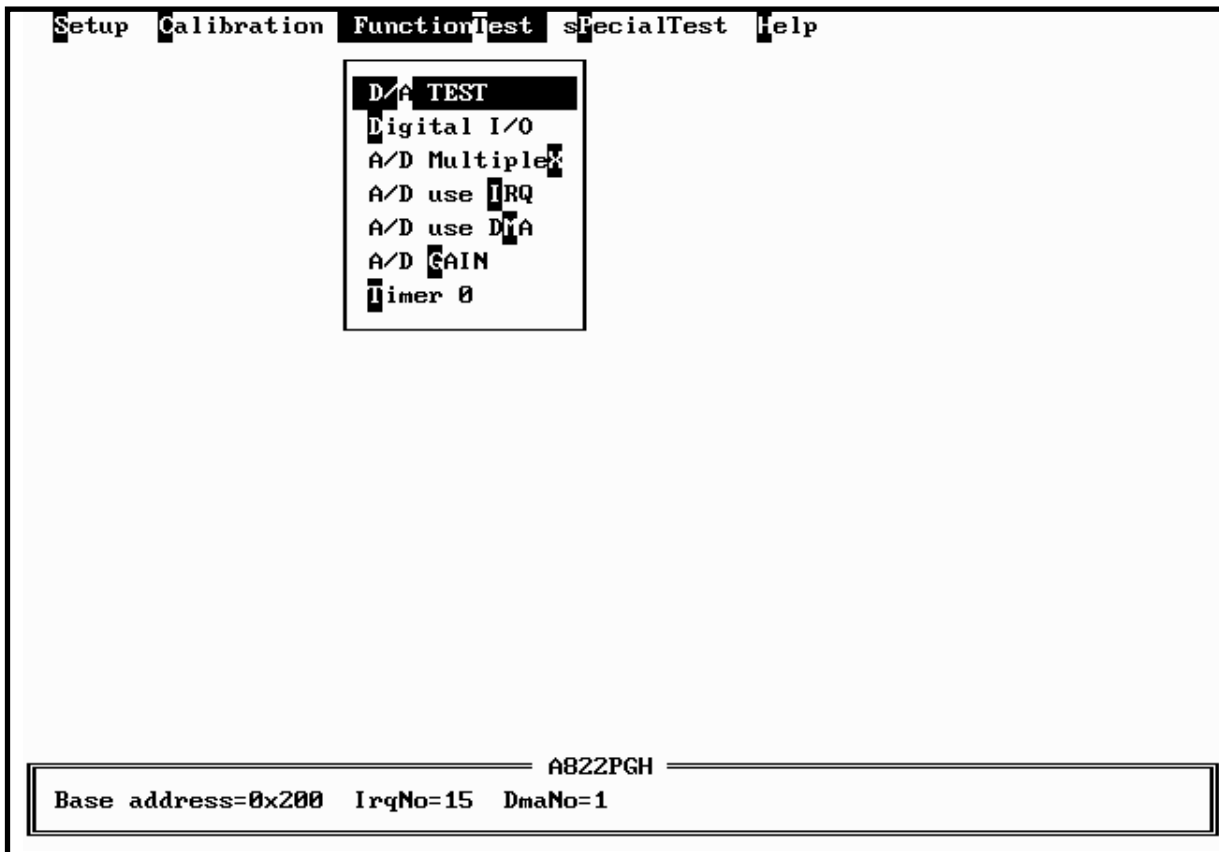 Setup Calibration FunctionTest sPecialTest Help
D/A TEST
Digital I/O
A/D MultipleX
A/D use IRQ
A/D use DMA
A/D GAIN
Timer 0
A822PGH
Base address=0x200 IrqNo=15 DmaNo=1